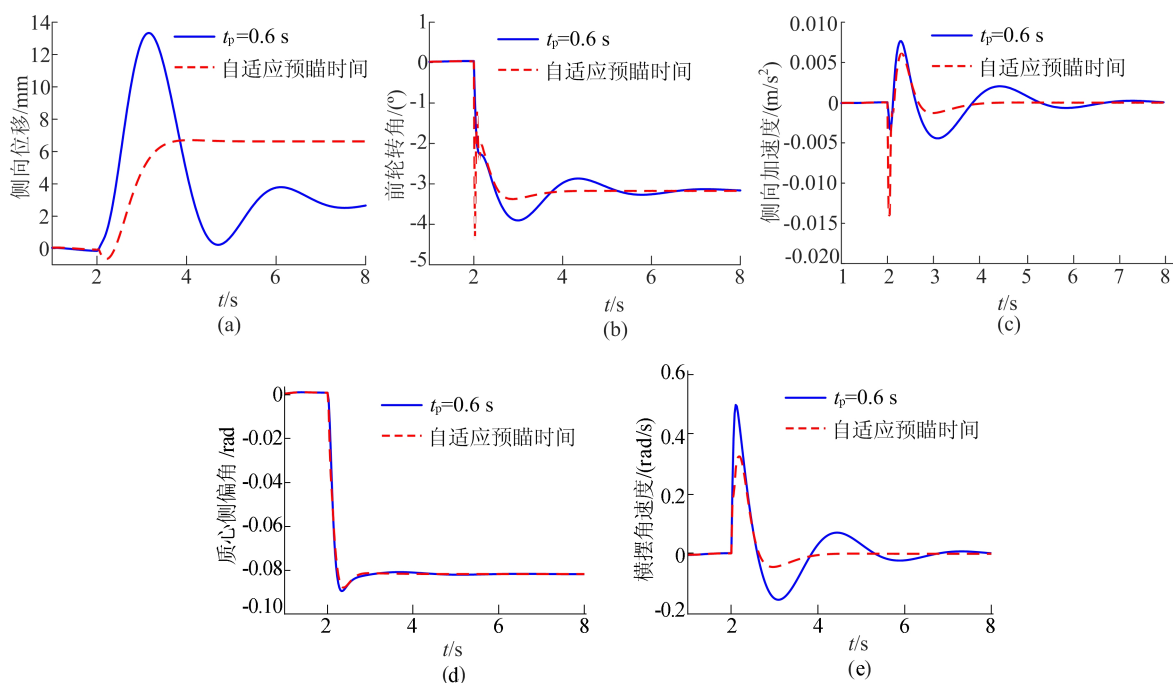 14
12
10
8
6
4
2
0
侧向位移/mm
tp=0.6 s
自适应预瞄时间
2
4
6
8
t/s
(a)
0
-1
-2
-3
-4
-5
前轮转角/(º)
tp=0.6 s
自适应预瞄时间
2
4
6
8
t/s
(b)
0.010
0.005
0.000
-0.005
-0.010
-0.015
-0.020
侧向加速度/(m/s²)
tp=0.6 s
自适应预瞄时间
1
2
3
4
5
6
7
8
t/s
(c)
0
-0.02
-0.04
-0.06
-0.08
-0.10
质心侧偏角/rad
tp=0.6 s
自适应预瞄时间
2
4
6
8
t/s
(d)
0.6
0.4
0.2
0
-0.2
横摆角速度/(rad/s)
tp=0.6 s
自适应预瞄时间
2
4
6
8
t/s
(e)